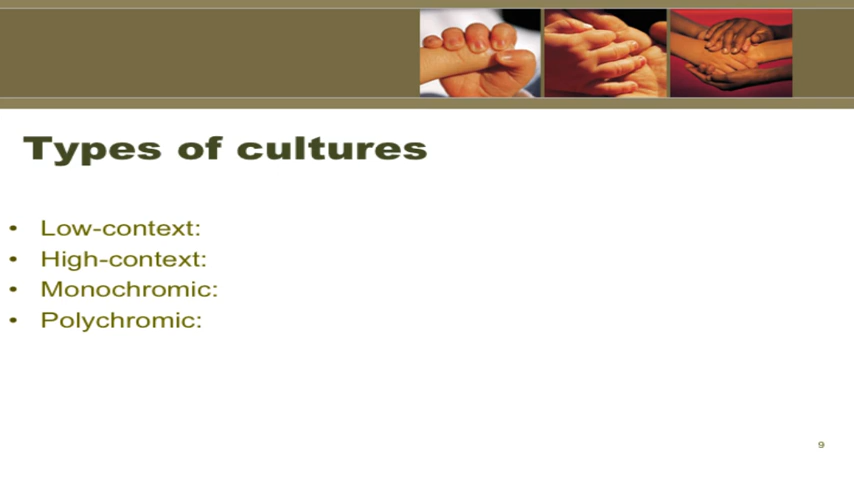 Types of cultures
• Low-context:
• High-context:
• Monochromic:
• Polychromic:
9